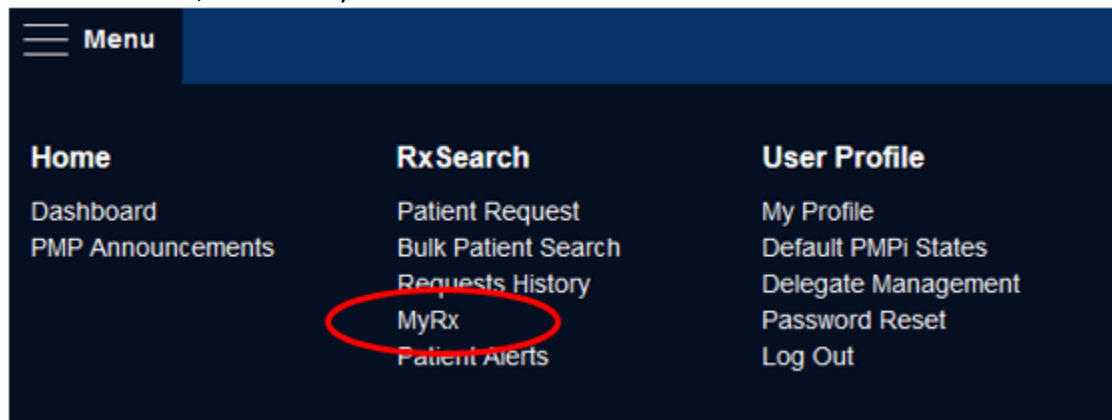 Menu
Home
Dashboard
PMP Announcements
RxSearch
Patient Request
Bulk Patient Search
Requests History
MyRx
Patient Alerts
User Profile
My Profile
Default PMPi States
Delegate Management
Password Reset
Log Out